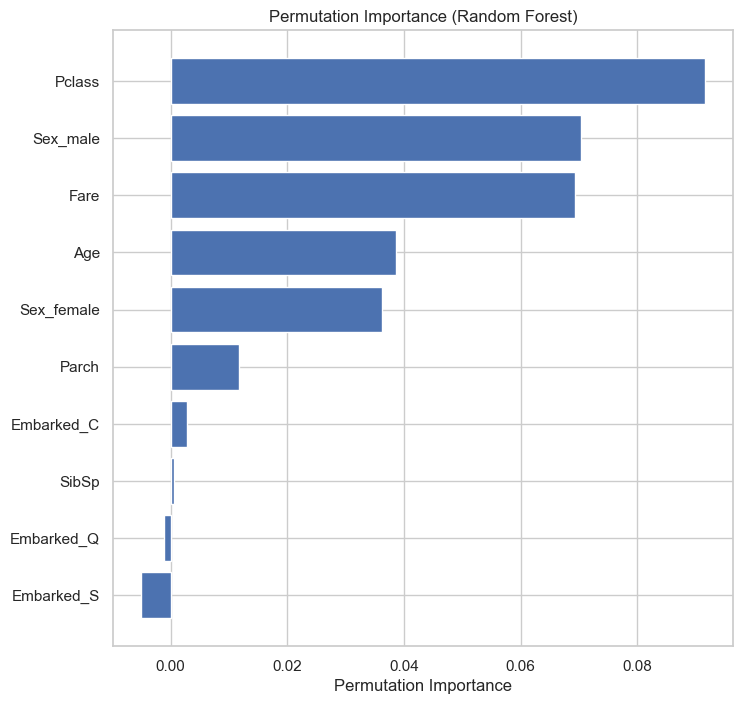 Permutation Importance (Random Forest)
Pclass
Sex_male
Fare
Age
Sex_female
Parch
Embarked_C
SibSp
Embarked_Q
Embarked_S
0.00 0.02 0.04 0.06 0.08
Permutation Importance